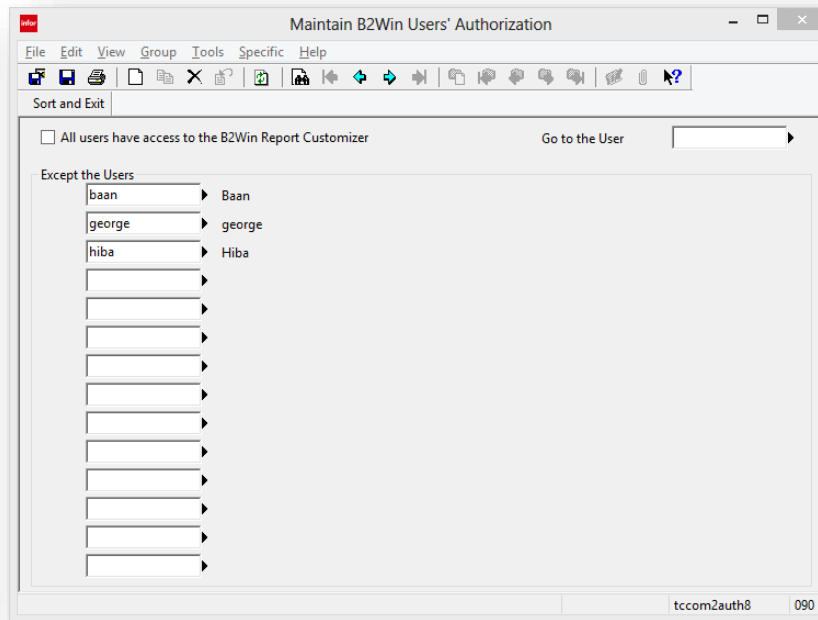 infor
Maintain B2Win Users' Authorization
File Edit View Group Tools Specific Help
Sort and Exit
All users have access to the B2Win Report Customizer
Go to the User
Except the Users
baan Baan
george george
hiba Hiba
tccom2auth8 090